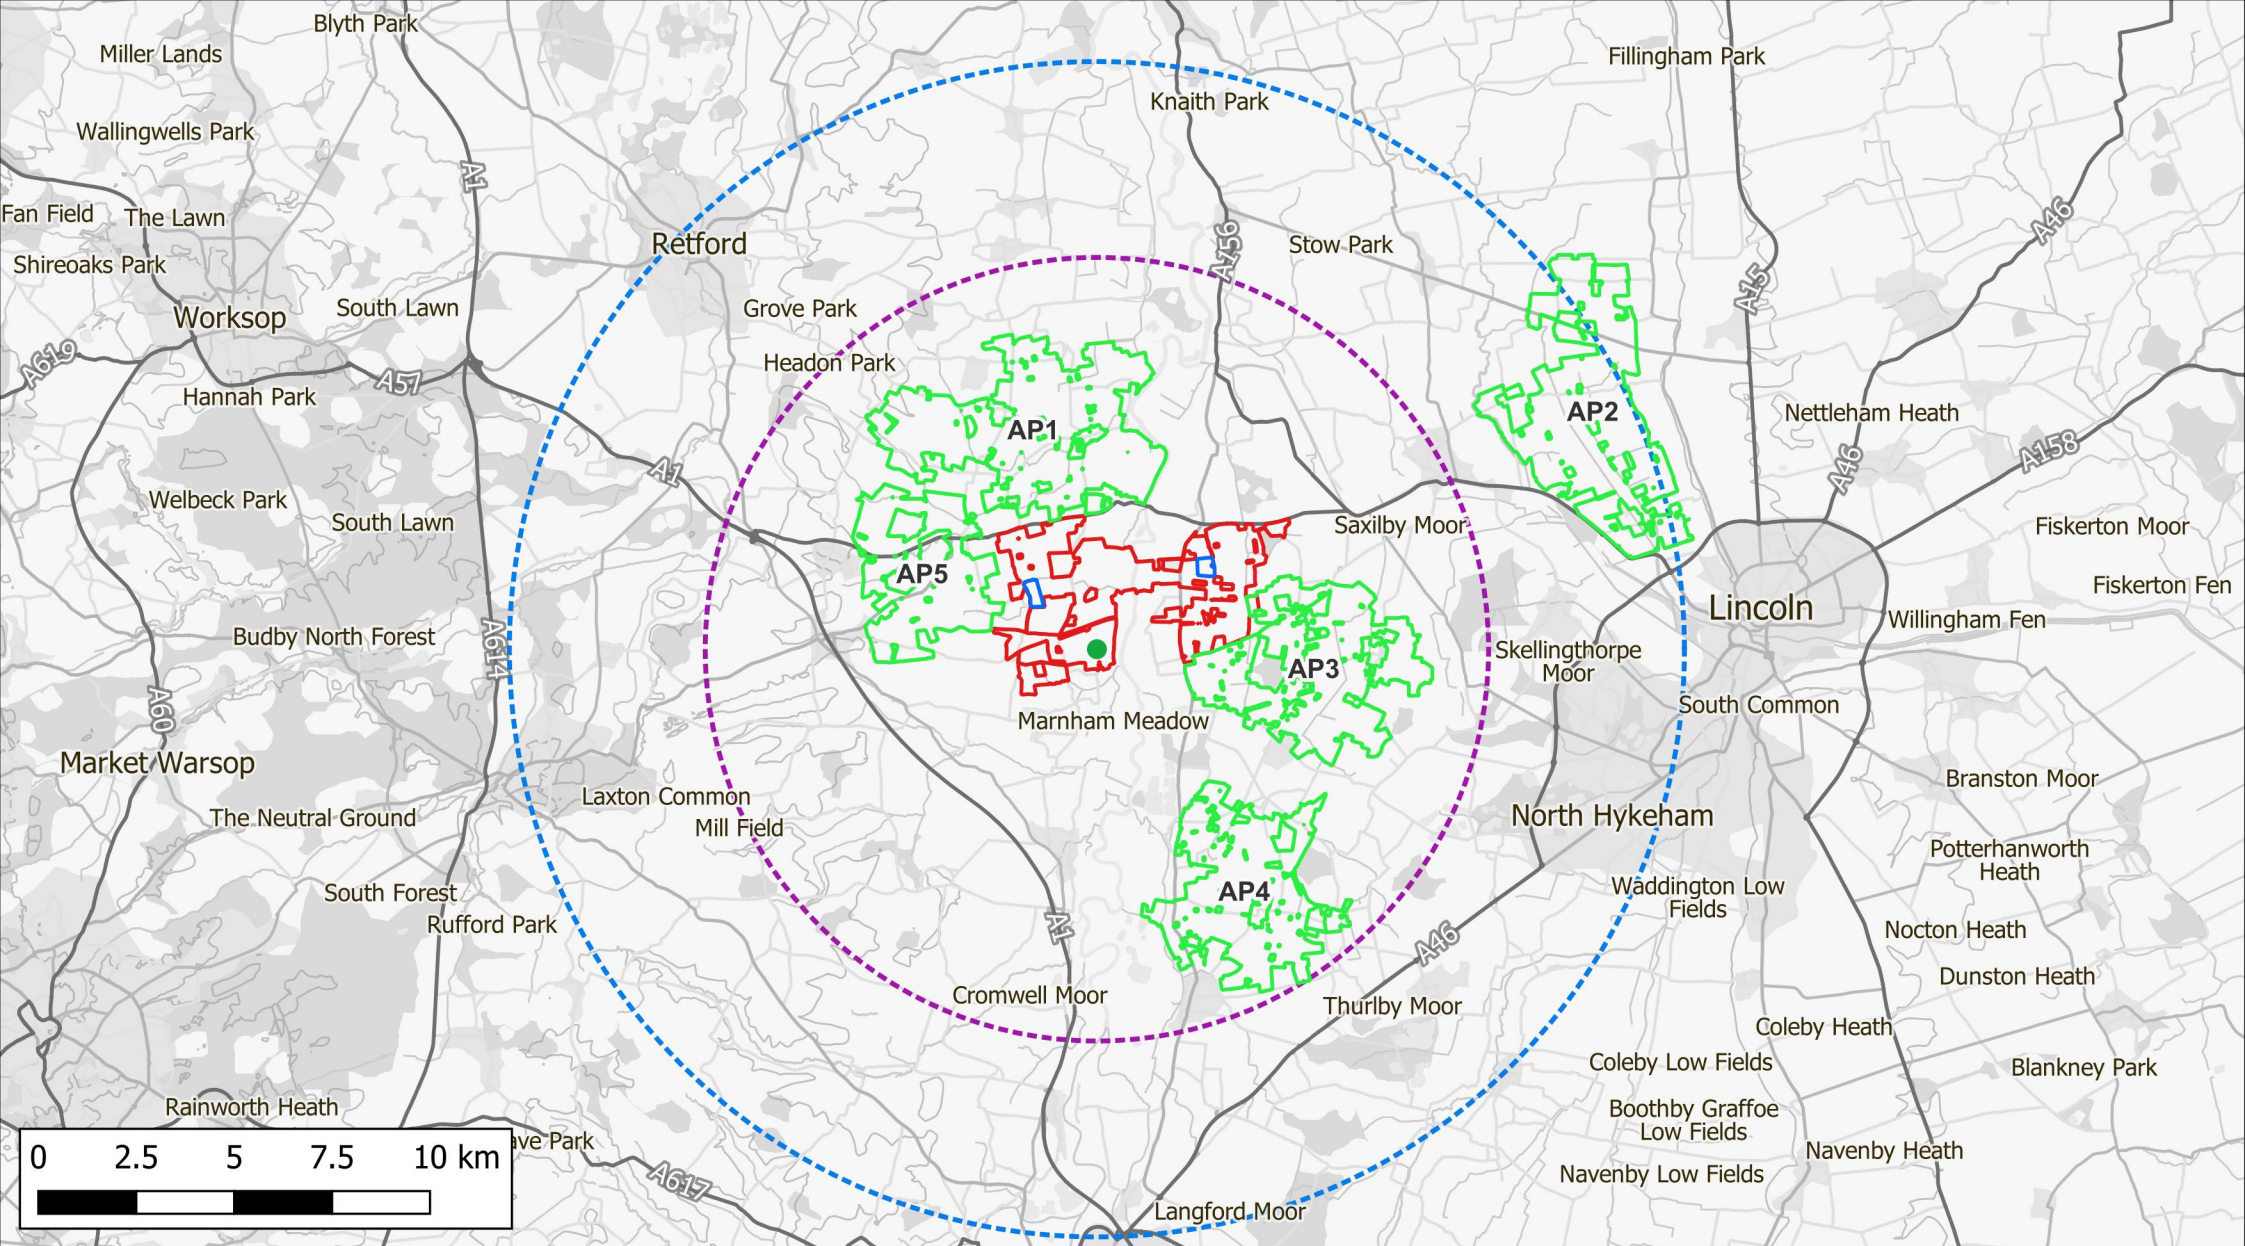 Blyth Park
Miller Lands
Fillingham Park
Knaith Park
Wallingwells Park
A1
Fan Field
The Lawn
A46
Retford
Stow Park
A156
Shireoaks Park
A15
South Lawn
Grove Park
Worksop
A619
Headon Park
A57
Hannah Park
AP2
Nettleham Heath
AP1
A158
A46
A1
Welbeck Park
South Lawn
Saxilby Moor
Fiskerton Moor
AP5
Fiskerton Fen
Lincoln
Willingham Fen
Budby North Forest
A614
Skellingthorpe
Moor
AP3
A60
South Common
Marnham Meadow
Market Warsop
Branston Moor
Laxton Common
The Neutral Ground
Mill Field
North Hykeham
Potterhanworth
Heath
South Forest
AP4
Waddington Low
Fields
Rufford Park
A1
A46
Nocton Heath
Dunston Heath
Cromwell Moor
Thurlby Moor
Coleby Heath
Coleby Low Fields
Blankney Park
Rainworth Heath
Boothby Graffoe
Low Fields
ave Park
Navenby Heath
0 2.5 5 7.5 10 km
A617
Navenby Low Fields
Langford Moor